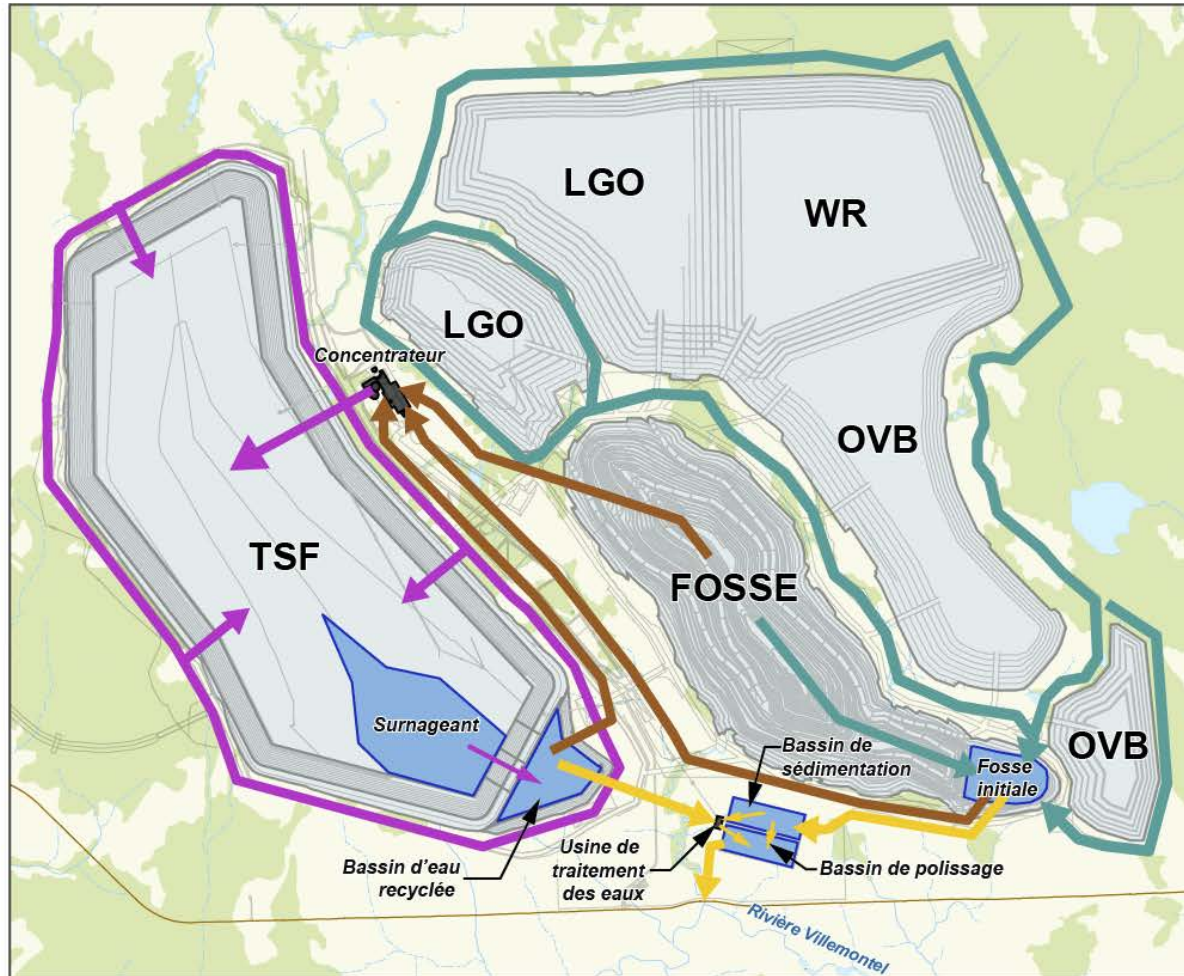 LGO
WR
LGO
Concentrateur
OVB
TSF
FOSSE
Surnageant
Bassin de
sédimentation
Fosse
initiale
OVB
Bassin d'eau
recyclée
Usine de
traitement
des eaux
Bassin de polissage
Rivière Villemontel